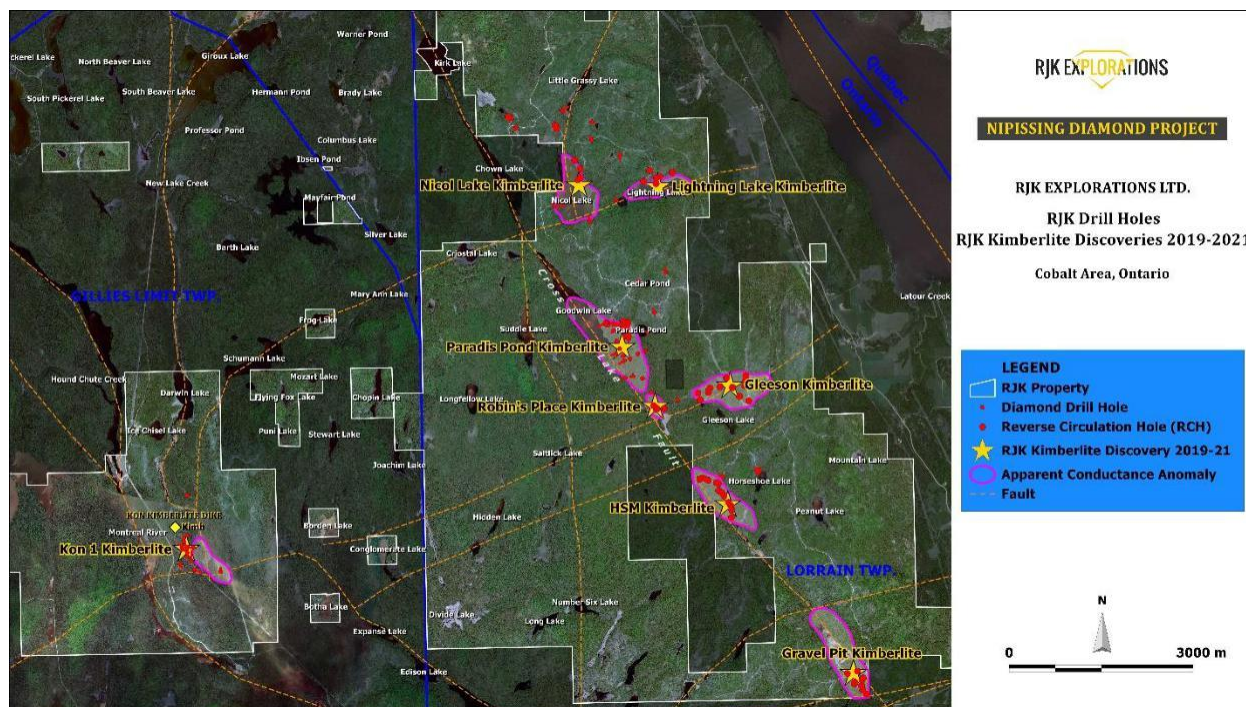 Warner Pond
Pickerel Lake
North Beaver Lake
Giroux Lake
Kirk Lake
Little Grassy Lake
South Pickerel Lake
South Beaver Lake
Hermann Pond
Brady Lake
Quebec
Ontario
Professor Pond
Columbus Lake
Ibsen Pond
Chown Lake
New Lake Creek
Nicol Lake Kimberlite
Lightning Lake
Lightning Lake Kimberlite
Mayfair Pond
Nicol Lake
Silver Lake
Darth Lake
Crystal Lake
Cross
Lake
Fault
Cedar Pond
GILLIES LIMIT TWP.
Mary Ann Lake
Latour Creek
Goodwin Lake
Frog Lake
Suddle Lake
Paradis Pond
Paradis Pond Kimberlite
Schumann Lake
Hound Chute Creek
Mozart Lake
Darwin Lake
Flying Fox Lake
Chopin Lake
Longfellow Lake
Gleeson Kimberlite
Robin's Place Kimberlite
Gleeson Lake
Ice Chisel Lake
Puni Lake
Stewart Lake
Saltlick Lake
Joachim Lake
Mountain Lake
Horseshoe Lake
HSM Kimberlite
Peanut Lake
KON KIMBERLITE DIKE
Montreal River
Borden Lake
Hidden Lake
Kon 1 Kimberlite
Conglomerate Lake
LORRAIN TWP.
Botha Lake
Divide Lake
Number Six Lake
Long Lake
Expanse Lake
Gravel Pit Kimberlite
Edison Lake
RJK EXPLORATIONS
NIPISSING DIAMOND PROJECT
RJK EXPLORATIONS LTD.
RJK Drill Holes
RJK Kimberlite Discoveries 2019-2021
Cobalt Area, Ontario
LEGEND
RJK Property
Diamond Drill Hole
Reverse Circulation Hole (RCH)
RJK Kimberlite Discovery 2019-21
Apparent Conductance Anomaly
Fault
N
0 3000 m